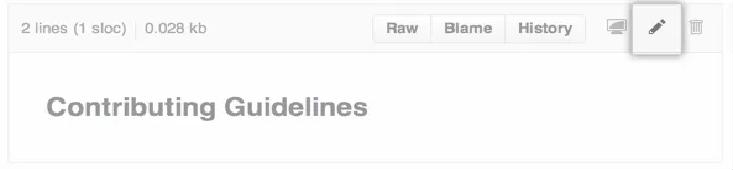 2 lines (1 sloc) 0.028 kb Raw Blame History
Contributing Guidelines